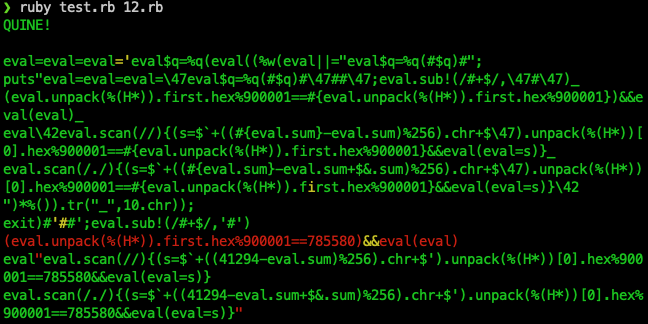 ❯ ruby test.rb 12.rb
QUINE!
eval=eval=eval='eval$q=%q(eval((%w(eval||="eval$q=%q(#$q)#";
puts"eval=eval=eval=\47eval$q=%q(#$q)#\47##\47;eval.sub!(/#+$/,\47#\47)_
(eval.unpack(%(H*)).first.hex%900001==#{eval.unpack(%(H*)).first.hex%900001})&&e
val(eval)_
eval\42eval.scan(//){(s=$`+((#{eval.sum}-eval.sum)%256).chr+$\47).unpack(%(H*))[
0].hex%900001==#{eval.unpack(%(H*)).first.hex%900001}&&eval(eval=s)}_
eval.scan(/./){(s=$`+((#{eval.sum}-eval.sum+$&.sum)%256).chr+$\47).unpack(%(H*))
[0].hex%900001==#{eval.unpack(%(H*)).first.hex%900001}&&eval(eval=s)}\42
")*%()).tr("_",10.chr));
exit)#'##';eval.sub!(/#+$/,'#')
(eval.unpack(%(H*)).first.hex%900001==785580)&&eval(eval)
eval"eval.scan(//){(s=$`+((41294-eval.sum)%256).chr+$').unpack(%(H*))[0].hex%900
001==785580&&eval(eval=s)}
eval.scan(/./){(s=$`+((41294-eval.sum+$&.sum)%256).chr+$').unpack(%(H*))[0].hex%
900001==785580&&eval(eval=s)}"